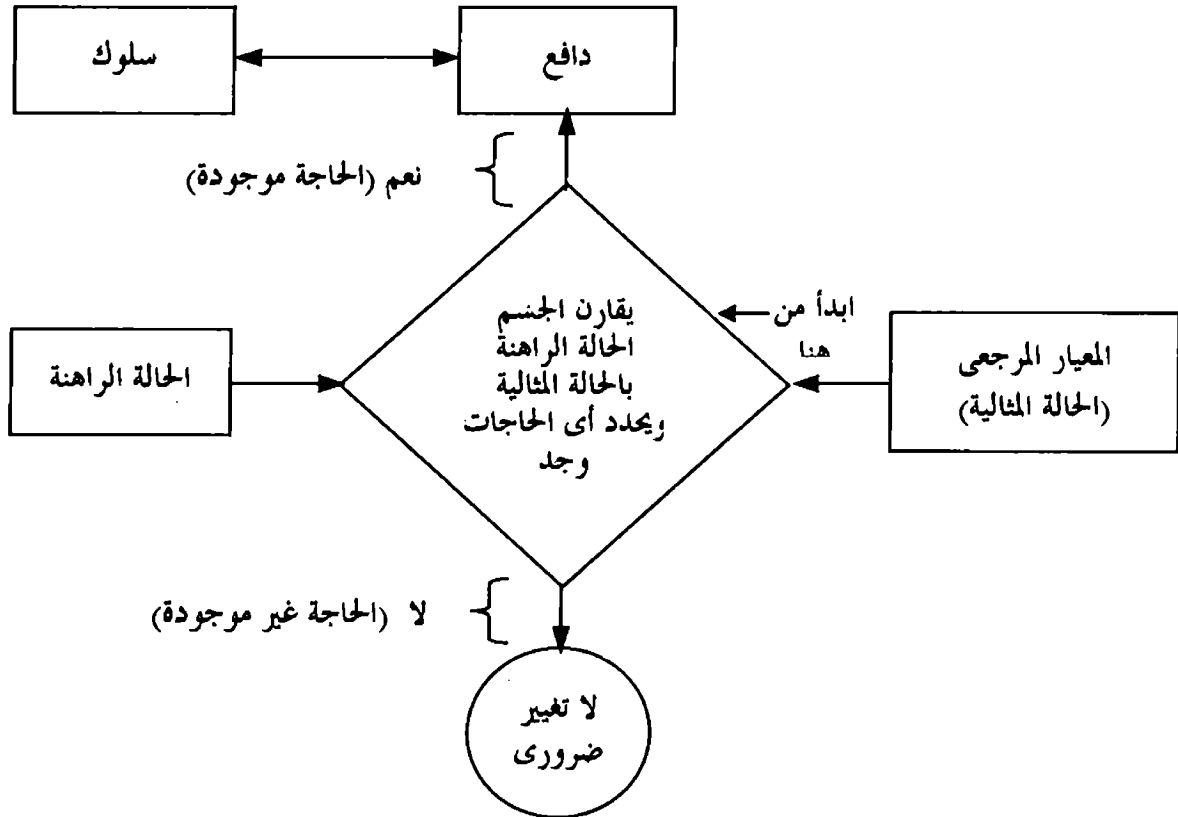 دافع
سلوك
نعم (الحاجة موجودة)
ابدأ من
هنا
المعيار المرجعى
(الحالة المثالية)
يقارن الجسم
الحالة الراهنة
بالحالة المثالية
ويحدد أى الحاجات
وجد
الحالة الراهنة
لا (الحاجة غير موجودة)
لا تغيير
ضرورى